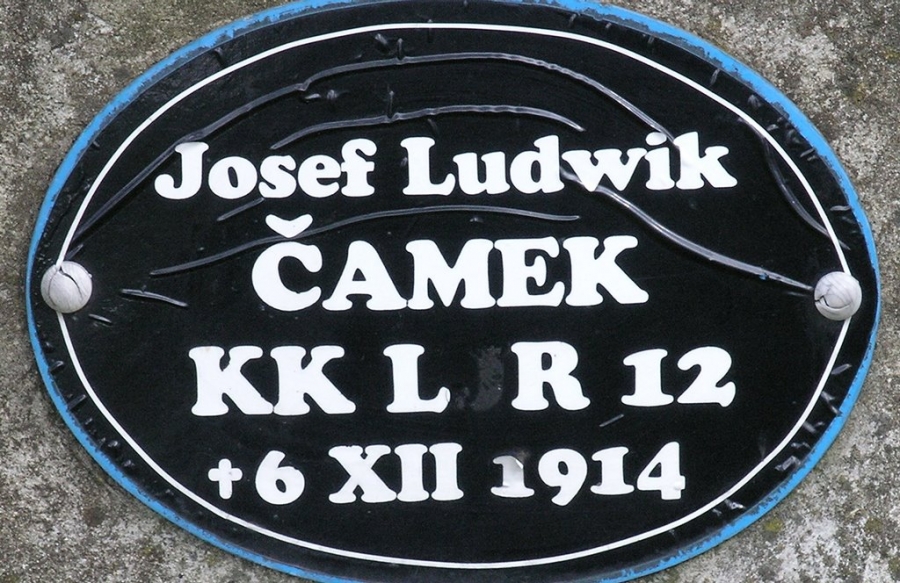 Josef Ludwik
ČAMEK
KK L R 12
✝6 XII 1914